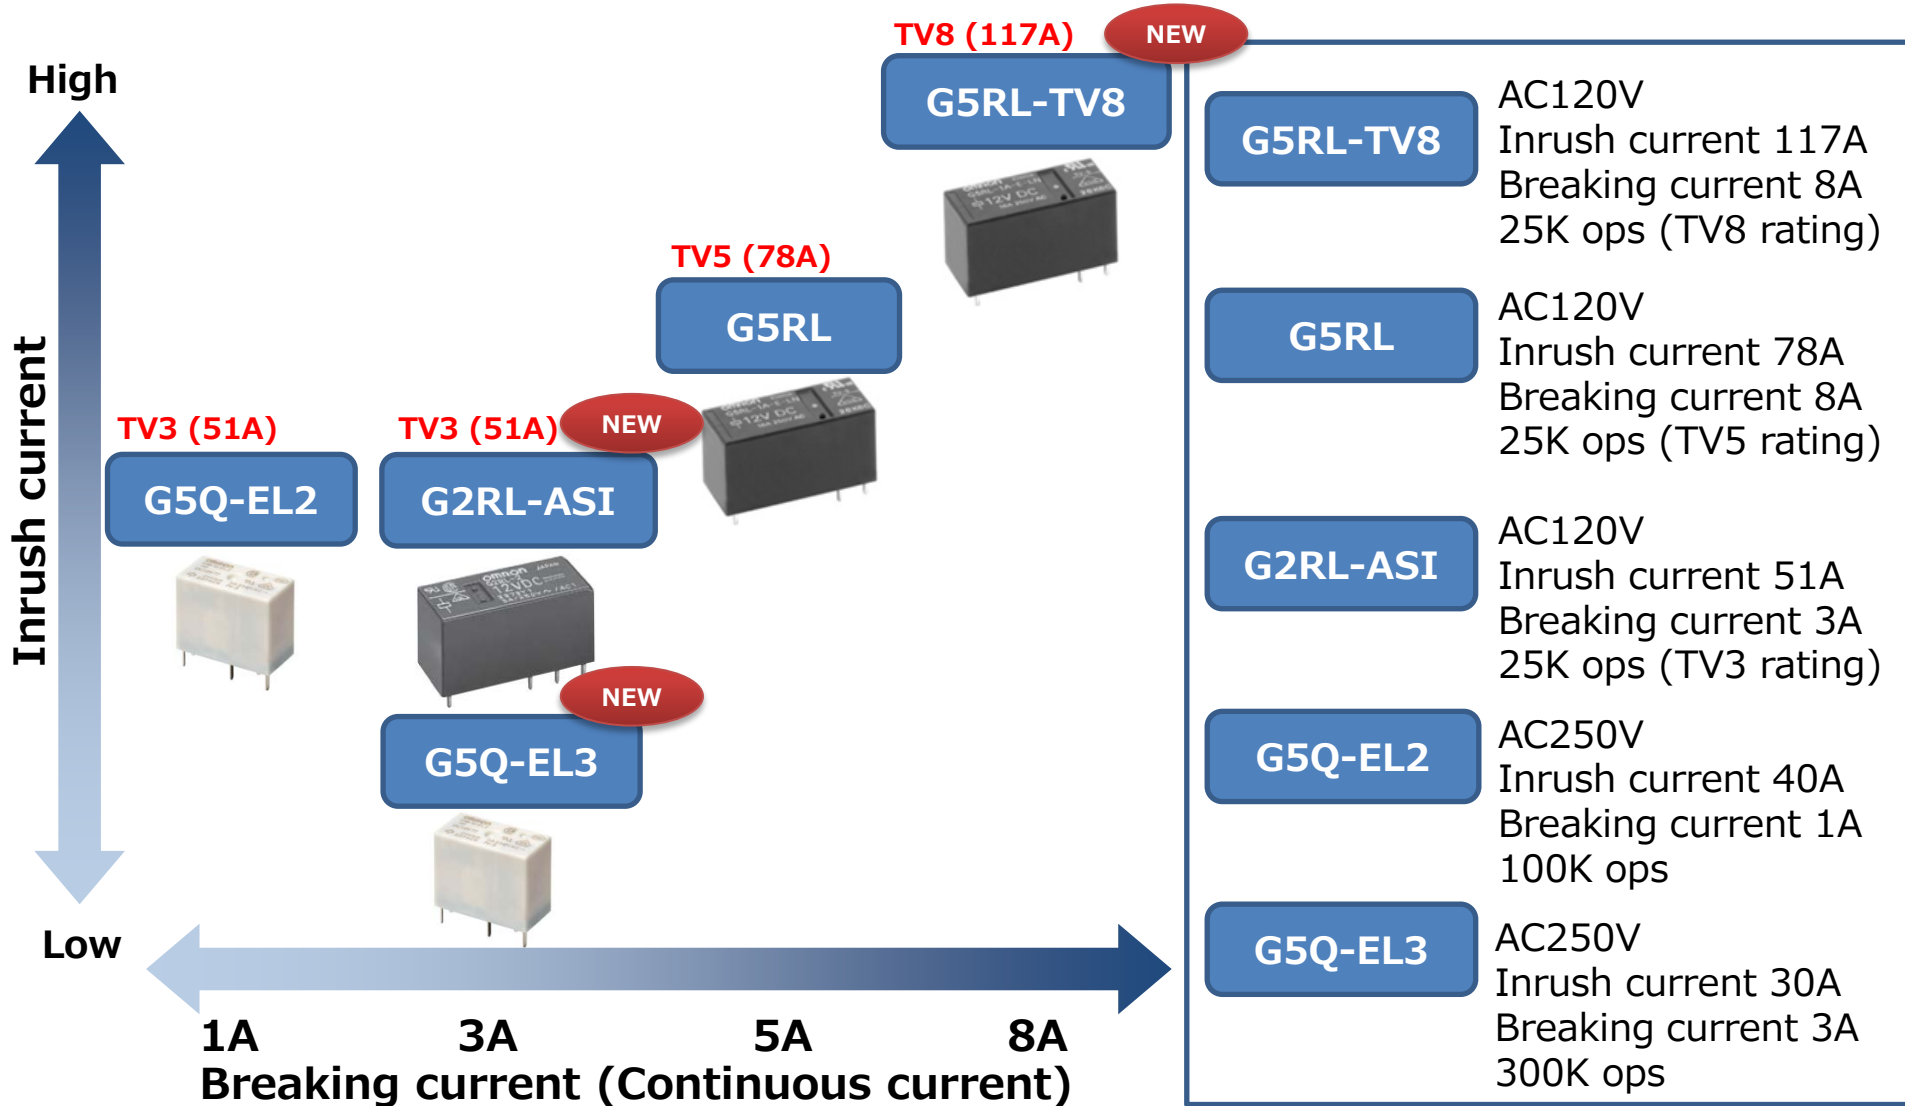 TV8 (117A)
NEW
High
G5RL-TV8
TV5 (78A)
G5RL
TV3 (51A)
TV3 (51A)
NEW
G5Q-EL2
G2RL-ASI
omron
12VDC
NEW
G5Q-EL3
Inrush current
Low
1A
3A
5A
8A
Breaking current (Continuous current)
G5RL-TV8
AC120V
Inrush current 117A
Breaking current 8A
25K ops (TV8 rating)
G5RL
AC120V
Inrush current 78A
Breaking current 8A
25K ops (TV5 rating)
G2RL-ASI
AC120V
Inrush current 51A
Breaking current 3A
25K ops (TV3 rating)
G5Q-EL2
AC250V
Inrush current 40A
Breaking current 1A
100K ops
G5Q-EL3
AC250V
Inrush current 30A
Breaking current 3A
300K ops